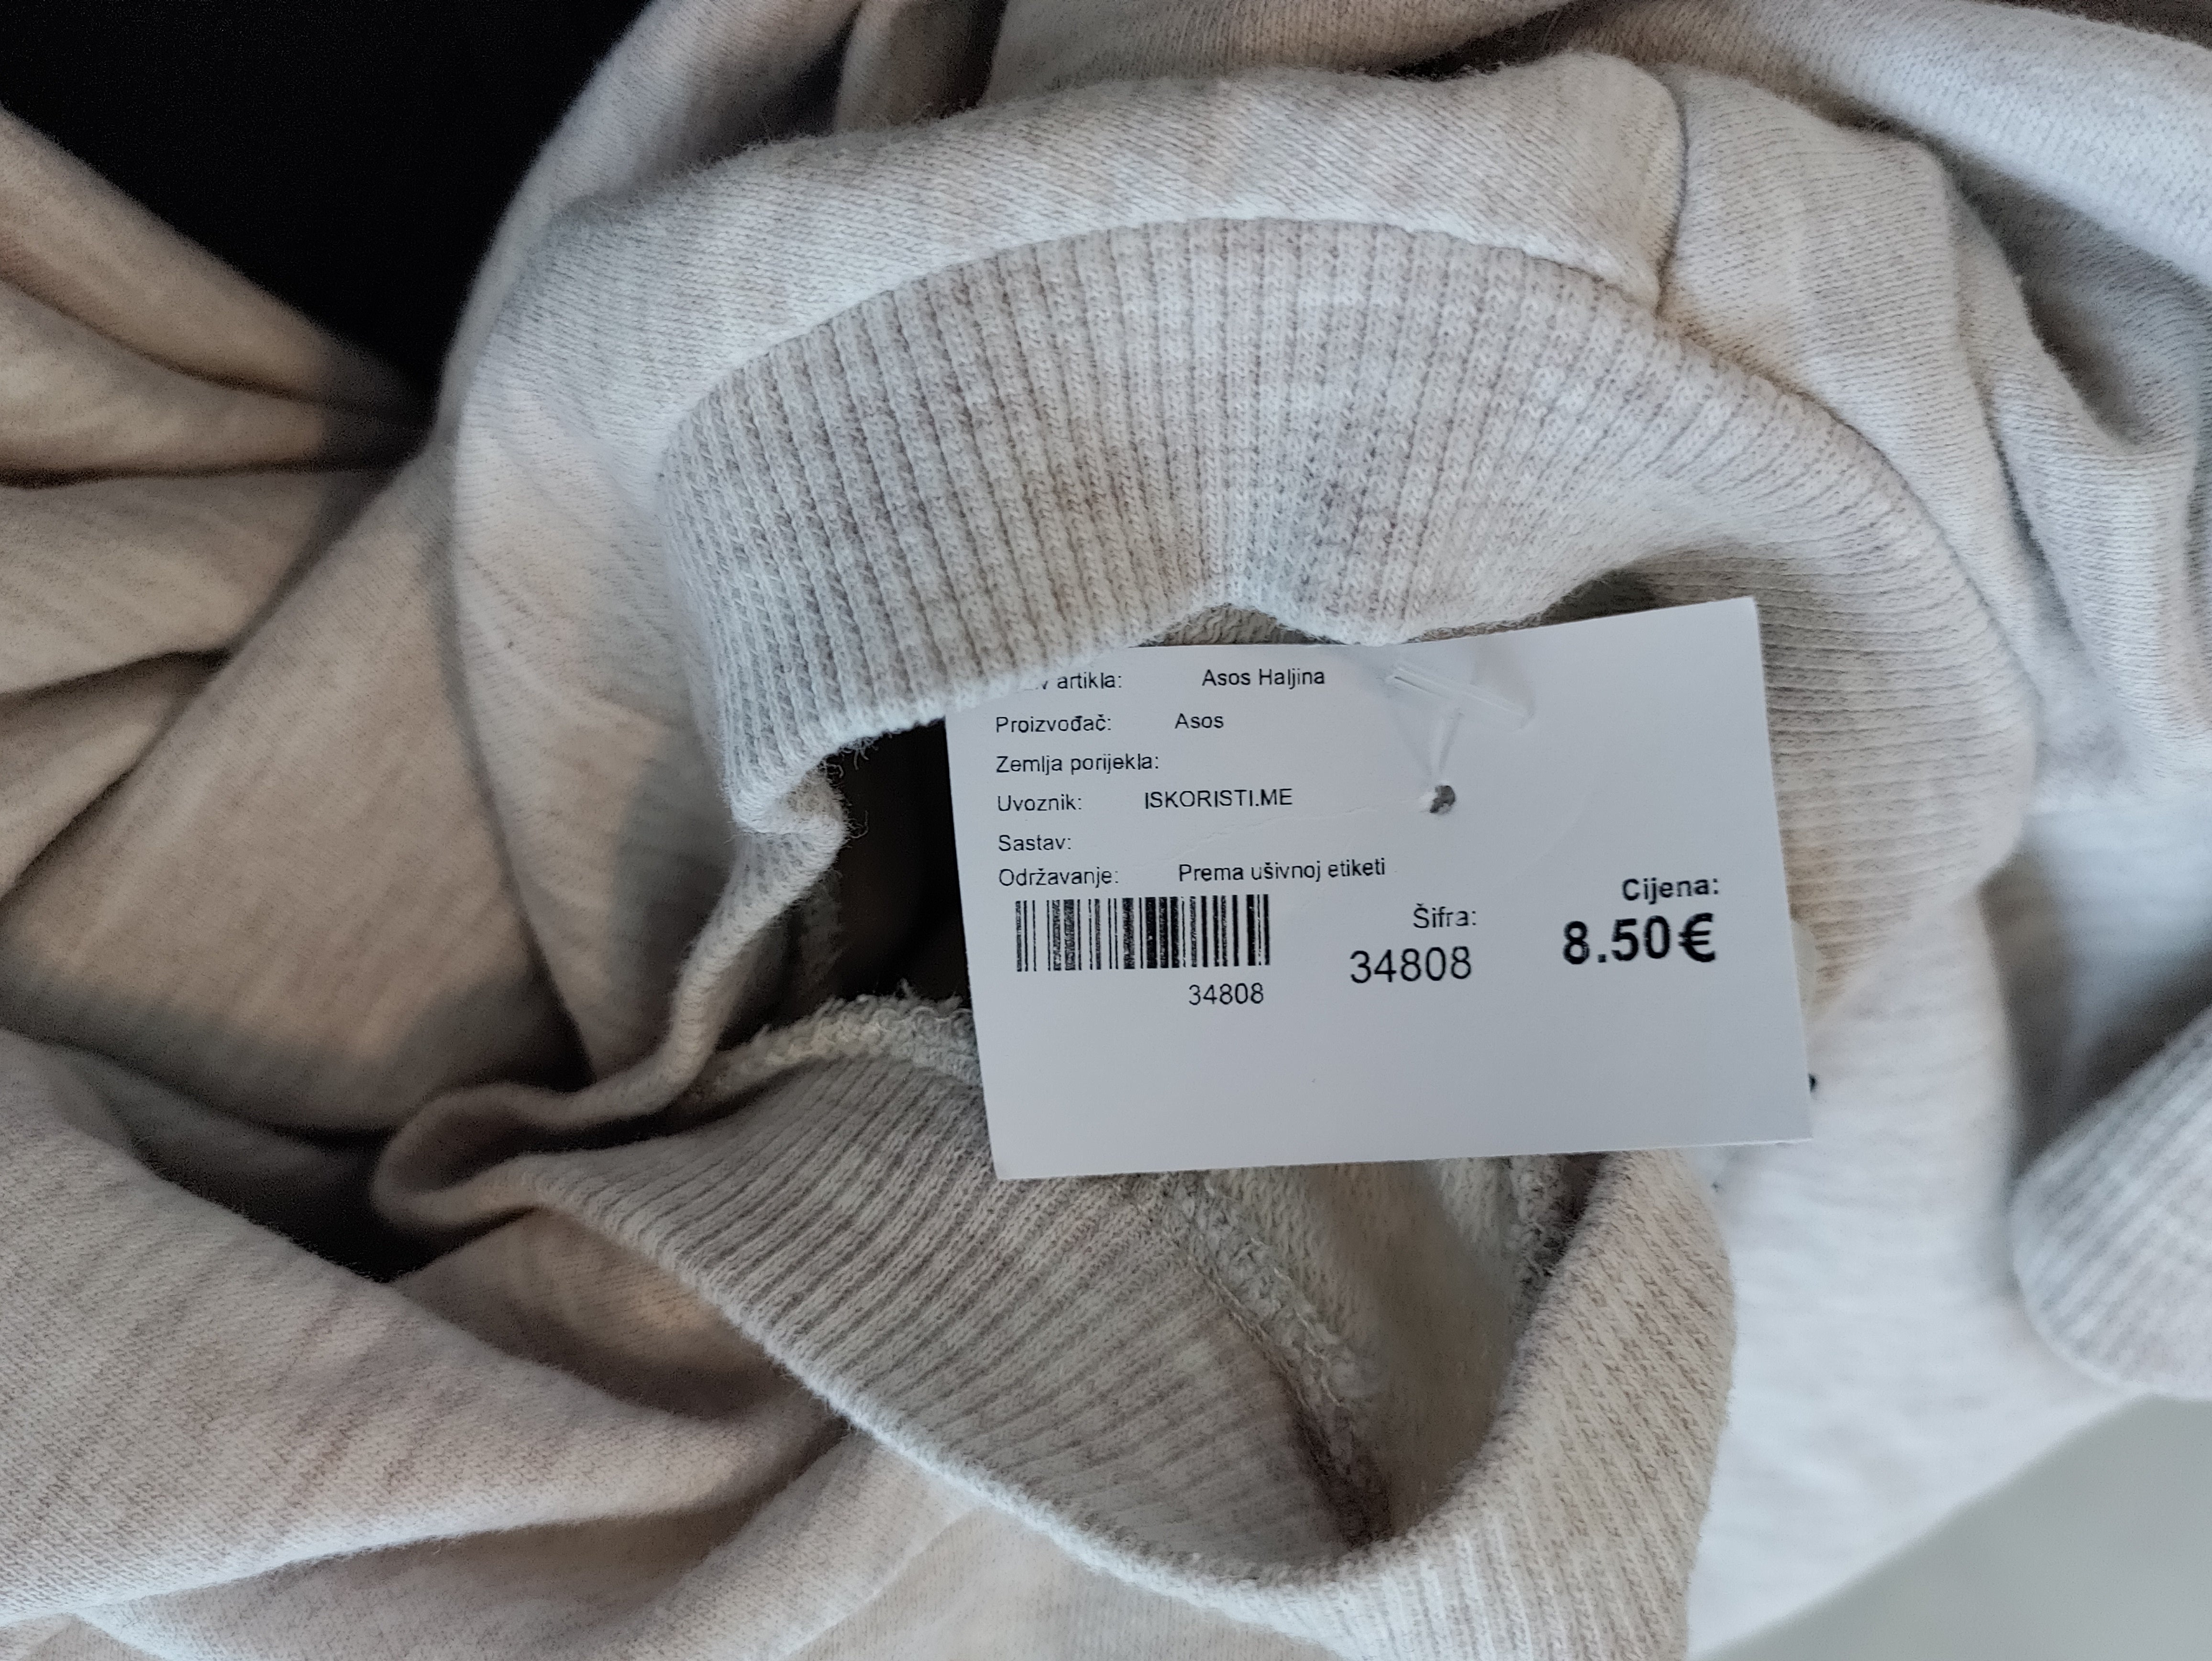 artikla: Asos Haljina
Proizvođač: Asos
Zemlja porijekla:
Uvoznik: ISKORISTI.ME
Sastav:
Održavanje: Prema ušivnoj etiketi
Cijena:
Šifra:
8.50€
34808
34808